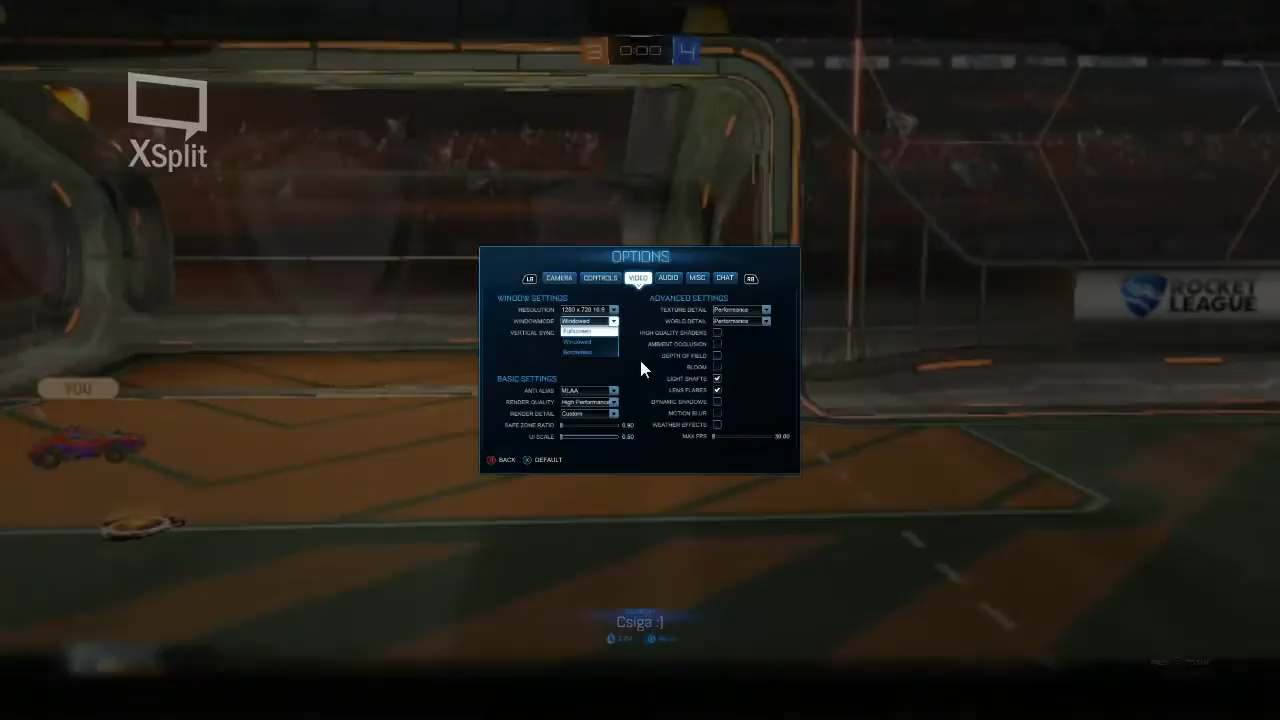 3 0:00 4
XSplit
OPTIONS
LB CAMERA CONTROLS VIDEO AUDIO MISC CHAT RB
WINDOW SETTINGS
RESOLUTION 1280 x 720 16:9
WINDOWMODE Windowed
VERTICAL SYNC
Fullscreen
Windowed
Borderless
BASIC SETTINGS
ANTI ALIAS MLAA
RENDER QUALITY High Performance
RENDER DETAIL Custom
SAFE ZONE RATIO 0.90
UI SCALE 0.50
ADVANCED SETTINGS
TEXTURE DETAIL Performance
WORLD DETAIL Performance
HIGH QUALITY SHADERS
AMBIENT OCCLUSION
DEPTH OF FIELD
BLOOM
LIGHT SHAFTS
LENS FLARES
DYNAMIC SHADOWS
MOTION BLUR
WEATHER EFFECTS
MAX FPS 30.00
B BACK X DEFAULT
ROCKET
LEAGUE
YOU
Csiga :)